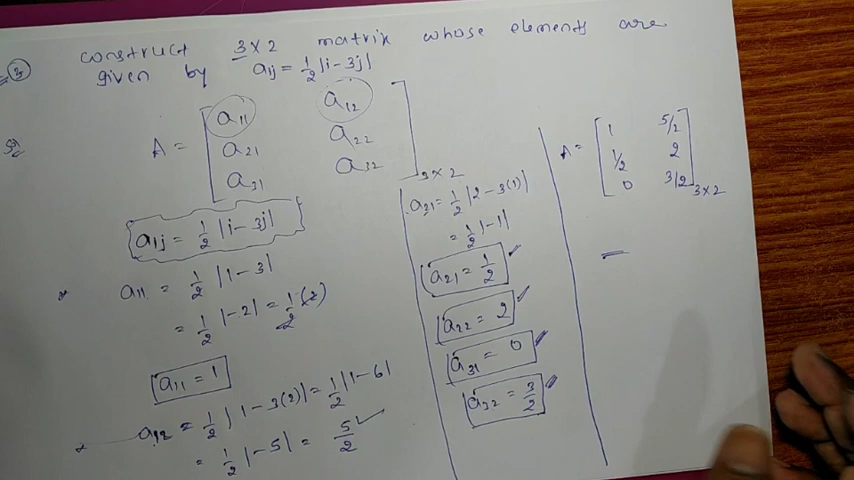 3 construct 3×2 matrix whose elements are
given by aij = 1/2 |i-3j|
A = [ a11 a12
a21 a22
a31 a32 ] 3×2
aij = 1/2 |i-3j|
a11 = 1/2 |1-3|
= 1/2 |-2| = 1/2 (2)
a11 = 1
a12 = 1/2 |1-3(2)| = 1/2 |1-6|
= 1/2 |-5| = 5/2
a21 = 1/2 |2-3(1)|
= 1/2 |-1|
a21 = 1/2
a22 = 2
a31 = 0
a32 = 3/2
A = [ 1 5/2
1/2 2
0 3/2 ] 3×2